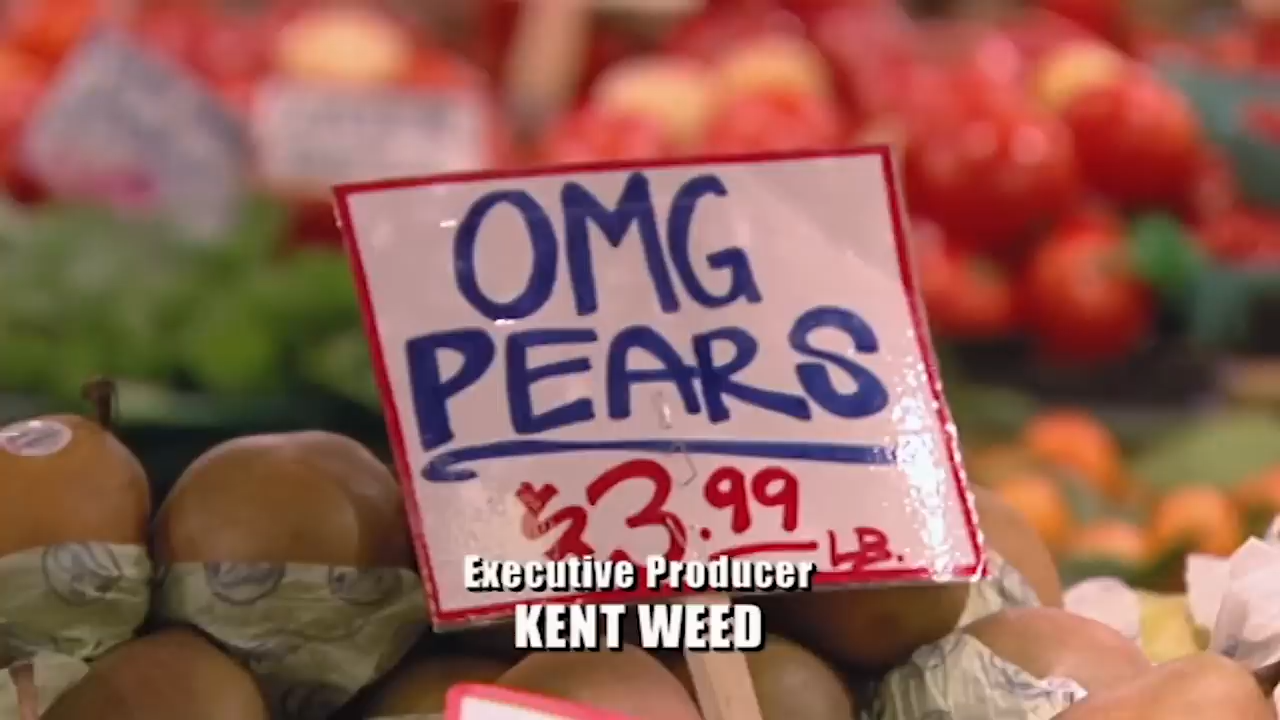 OMG
PEARS
$3.99
LB.
Executive Producer
KENT WEED